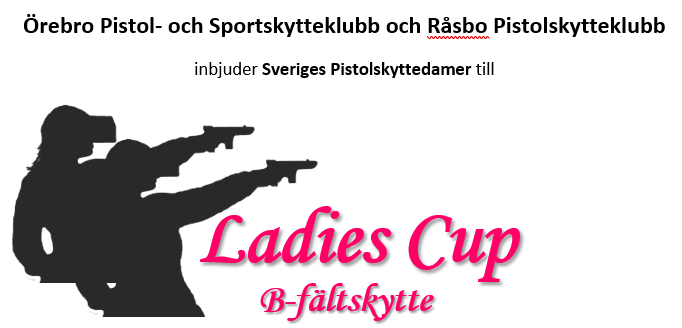 Örebro Pistol- och Sportskytteklubb och Råsbo Pistolskytteklubb
inbjuder Sveriges Pistolskyttedamer till
Ladies Cup
B-fältskytte